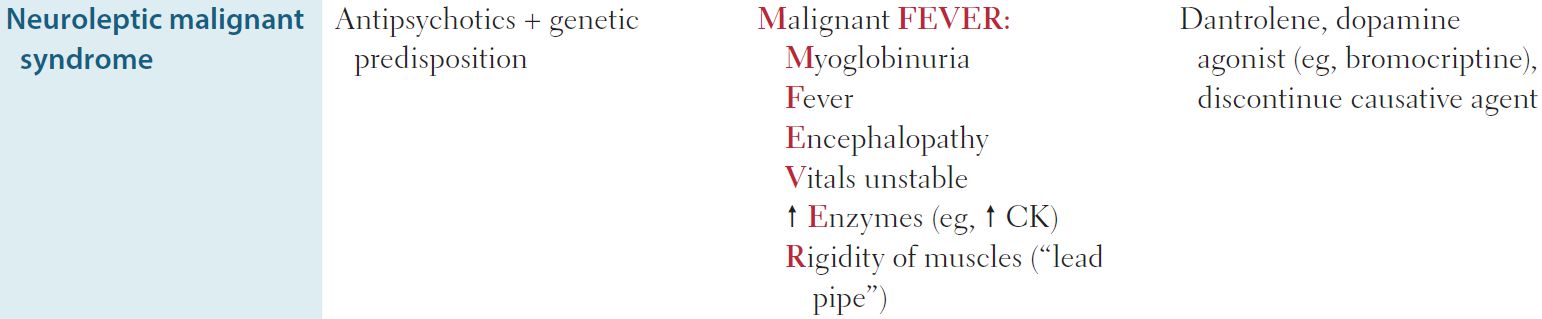 Neuroleptic malignant
syndrome
Antipsychotics + genetic
predisposition
Malignant FEVER:
Myoglobinuria
Fever
Encephalopathy
Vitals unstable
↑ Enzymes (eg, ↑ CK)
Rigidity of muscles (“lead
pipe”)
Dantrolene, dopamine
agonist (eg, bromocriptine),
discontinue causative agent